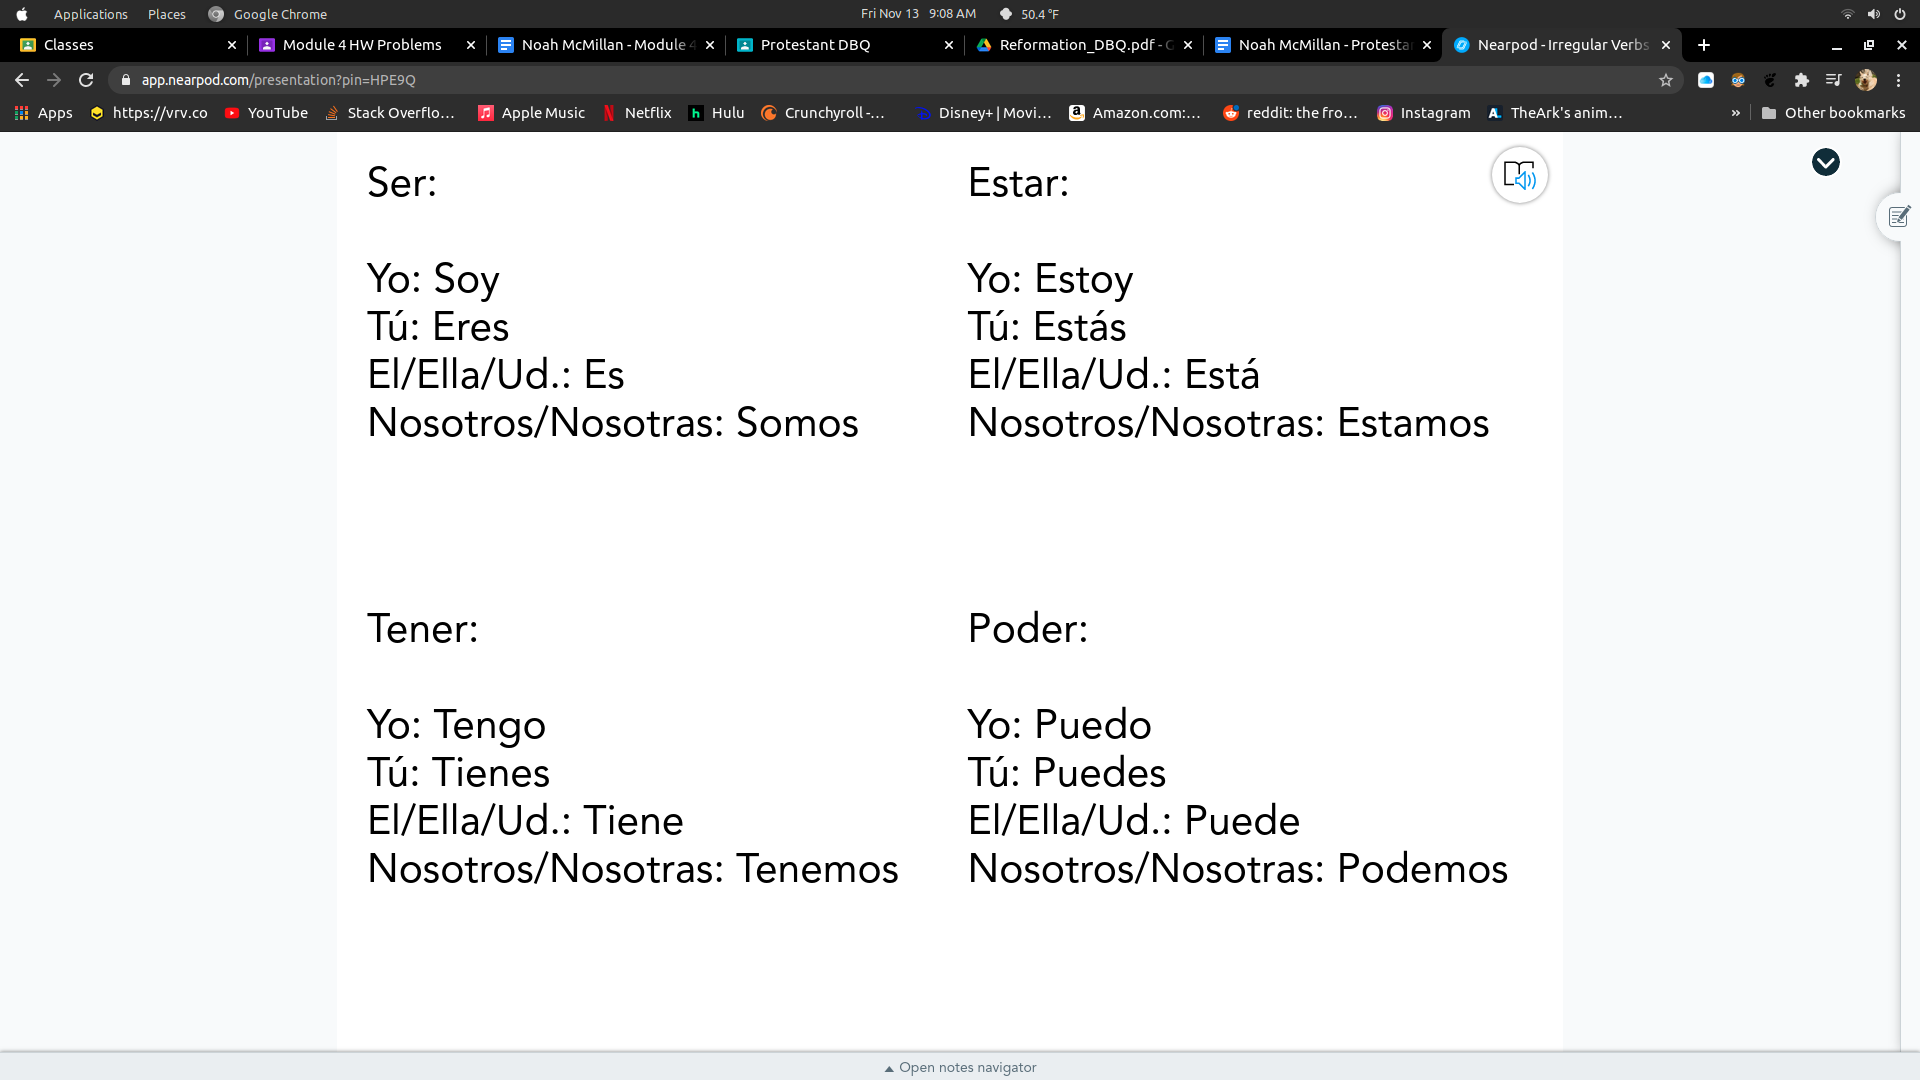 Applications Places Google Chrome Fri Nov 13 9:08 AM 50.4 °F
Classes Module 4 HW Problems Noah McMillan - Module 4 Protestant DBQ Reformation_DBQ.pdf - G Noah McMillan - Protestan Nearpod - Irregular Verbs
app.nearpod.com/presentation?pin=HPE9Q
Apps https://vrv.co YouTube Stack Overflo... Apple Music Netflix Hulu Crunchyroll -... Disney+ | Movi... Amazon.com:... reddit: the fro... Instagram TheArk's anim... » Other bookmarks
Ser:
Yo: Soy
Tú: Eres
El/Ella/Ud.: Es
Nosotros/Nosotras: Somos
Estar:
Yo: Estoy
Tú: Estás
El/Ella/Ud.: Está
Nosotros/Nosotras: Estamos
Tener:
Yo: Tengo
Tú: Tienes
El/Ella/Ud.: Tiene
Nosotros/Nosotras: Tenemos
Poder:
Yo: Puedo
Tú: Puedes
El/Ella/Ud.: Puede
Nosotros/Nosotras: Podemos
Open notes navigator